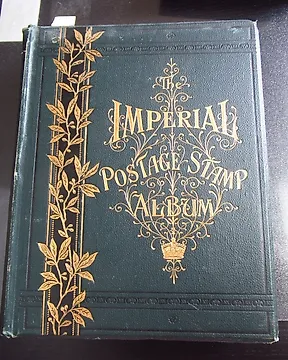 The
IMPERIAL
POSTAGE STAMP
ALBUM